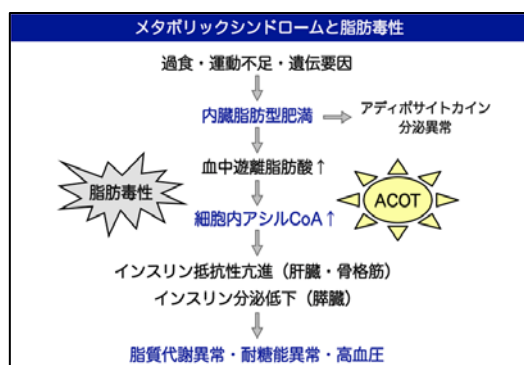 メタボリックシンドロームと脂肪毒性
過食・運動不足・遺伝要因
内臓脂肪型肥満
アディポサイトカイン
分泌異常
血中遊離脂肪酸↑
脂肪毒性
ACOT
細胞内アシルCoA↑
インスリン抵抗性亢進（肝臓・骨格筋）
インスリン分泌低下（膵臓）
脂質代謝異常・耐糖能異常・高血圧